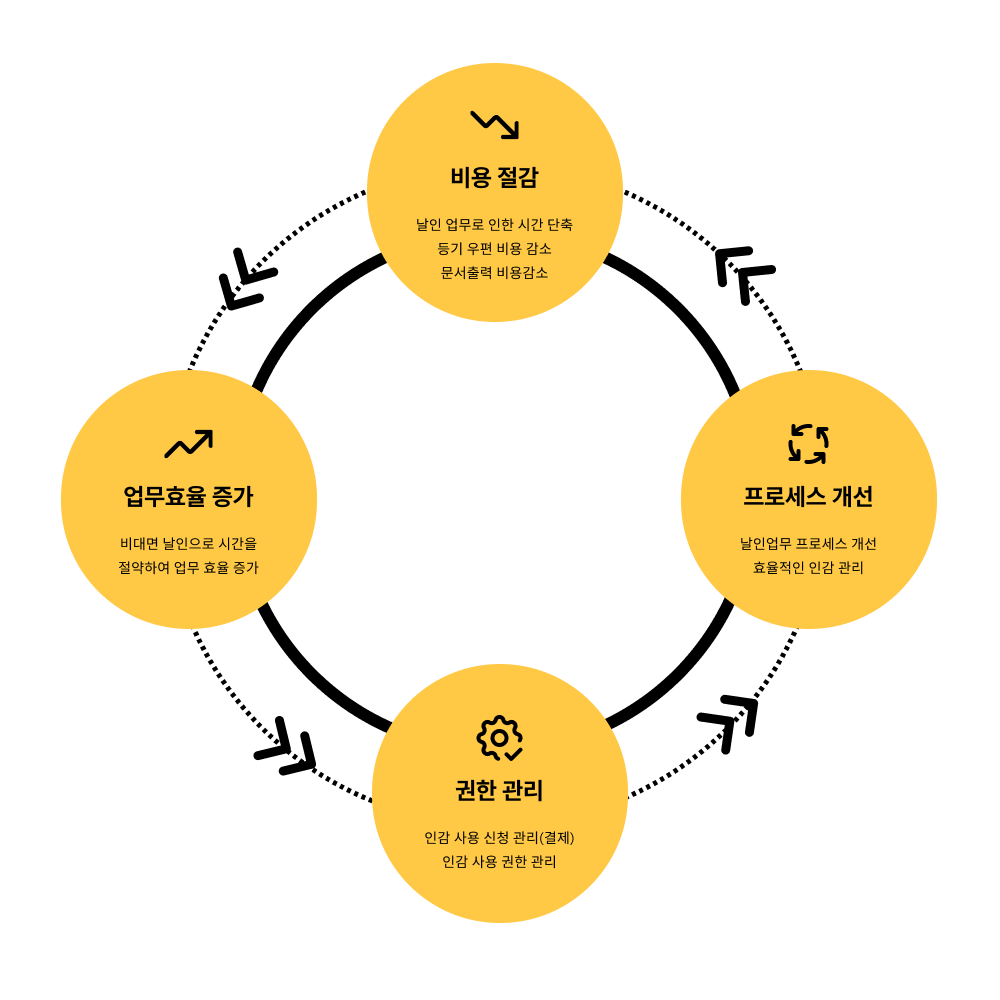 비용 절감
날인 업무로 인한 시간 단축
등기 우편 비용 감소
문서출력 비용감소
업무효율 증가
비대면 날인으로 시간을
절약하여 업무 효율 증가
프로세스 개선
날인업무 프로세스 개선
효율적인 인감 관리
권한 관리
인감 사용 신청 관리(결제)
인감 사용 권한 관리